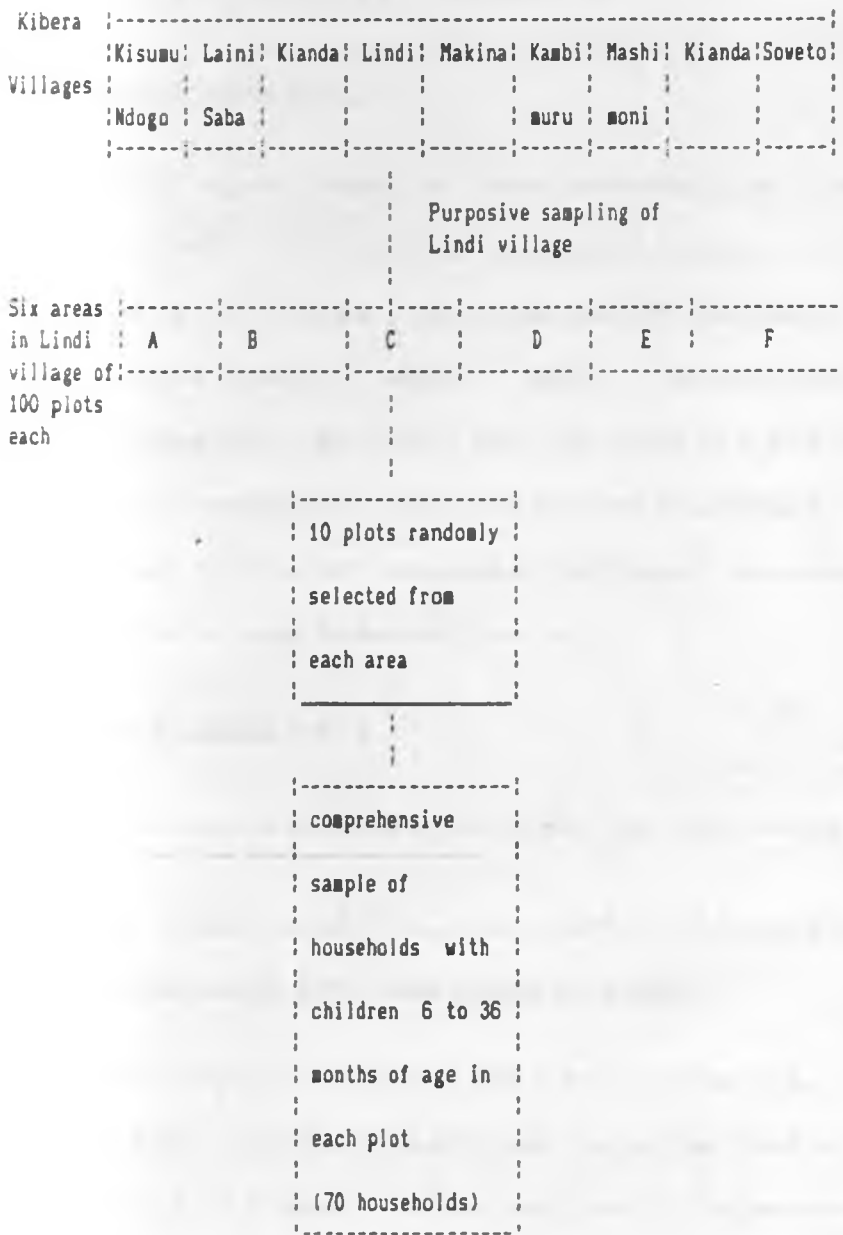 Kibera
Kisumu Laini Kianda Lindi Makina Kambi Mashi Kianda Soweto
Villages
Ndogo Saba muru moni
Purposive sampling of
Lindi village
Six areas
in Lindi A B C D E F
village of
100 plots
each
10 plots randomly
selected from
each area
comprehensive
sample of
households with
children 6 to 36
months of age in
each plot
(70 households)